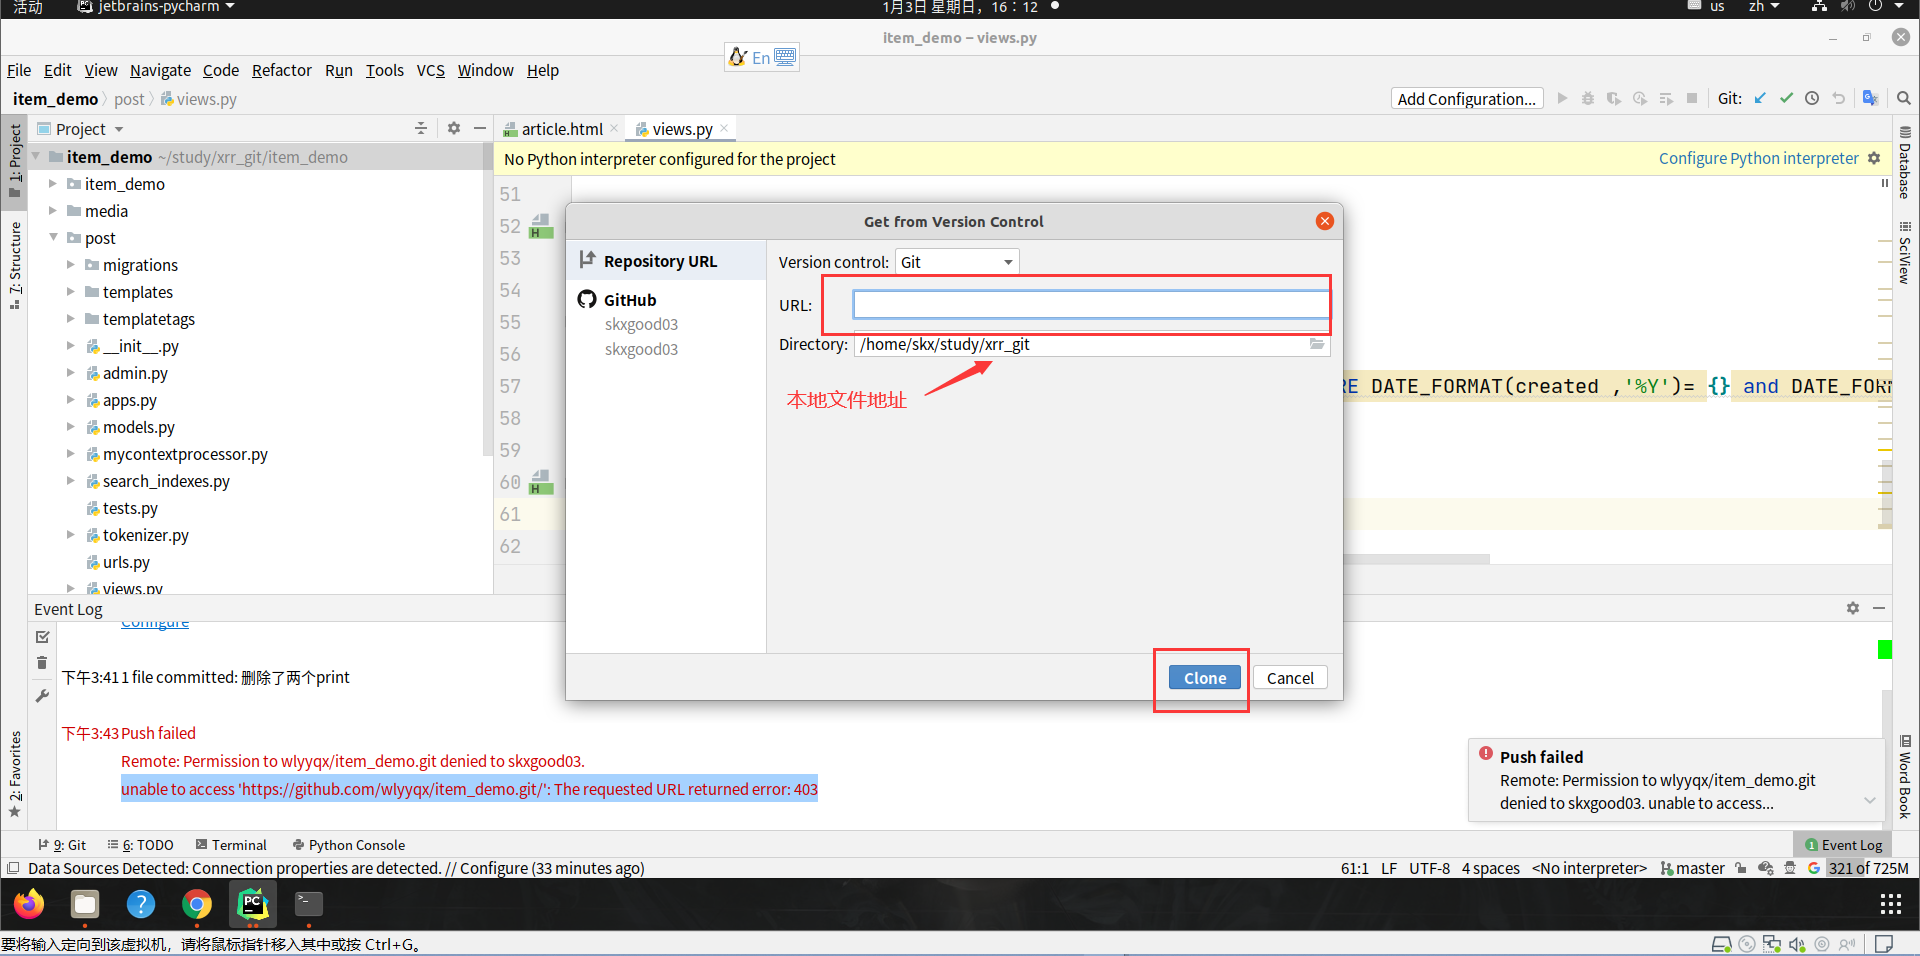 活动 jetbrains-pycharm 1月3日 星期日，16：12 us zh
item_demo – views.py
En
File Edit View Navigate Code Refactor Run Tools VCS Window Help
item_demo post views.py Add Configuration... Git:
1: Project
7: Structure
2: Favorites
Project
item_demo ~/study/xrr_git/item_demo
item_demo
media
post
migrations
templates
templatetags
__init__.py
admin.py
apps.py
models.py
mycontextprocessor.py
search_indexes.py
tests.py
tokenizer.py
urls.py
views.py
article.html views.py
No Python interpreter configured for the project Configure Python interpreter
51
52
53
54
55
56
57
58
59
60
61
62
RE DATE_FORMAT(created ,'%Y')= {} and DATE_FORM
Database
SciView
Word Book
Get from Version Control
Repository URL
GitHub
skxgood03
skxgood03
Version control: Git
URL:
Directory: /home/skx/study/xrr_git
本地文件地址
Clone Cancel
Event Log
Configure
下午3:41 1 file committed: 删除了两个print
下午3:43 Push failed
Remote: Permission to wlyyqx/item_demo.git denied to skxgood03.
unable to access 'https://github.com/wlyyqx/item_demo.git/': The requested URL returned error: 403
Push failed
Remote: Permission to wlyyqx/item_demo.git
denied to skxgood03. unable to access...
9: Git 6: TODO Terminal Python Console 1 Event Log
Data Sources Detected: Connection properties are detected. // Configure (33 minutes ago) 61:1 LF UTF-8 4 spaces <No interpreter> master 321 of 725M
要将输入定向到该虚拟机，请将鼠标指针移入其中或按 Ctrl+G。